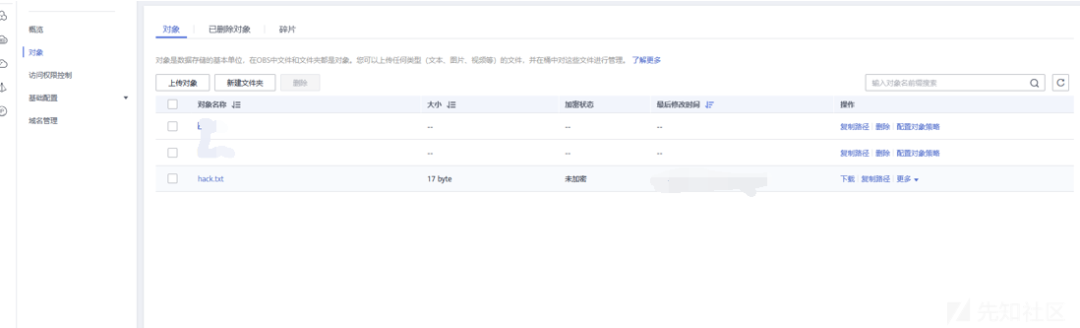 概览
对象
访问权限控制
基础配置
域名管理
对象 已删除对象 碎片
对象是数据存储的基本单位，在OBS中文件和文件夹都是对象。您可以上传任何类型（文本、图片、视频等）的文件，并在桶中对这些文件进行管理。 了解更多
上传对象 新建文件夹 删除
输入对象名前缀搜索
对象名称 大小 加密状态 最后修改时间 操作
-- -- -- 复制路径 删除 配置对象策略
-- -- -- 复制路径 删除 配置对象策略
hack.txt 17 byte 未加密 下载 复制路径 更多
先知社区